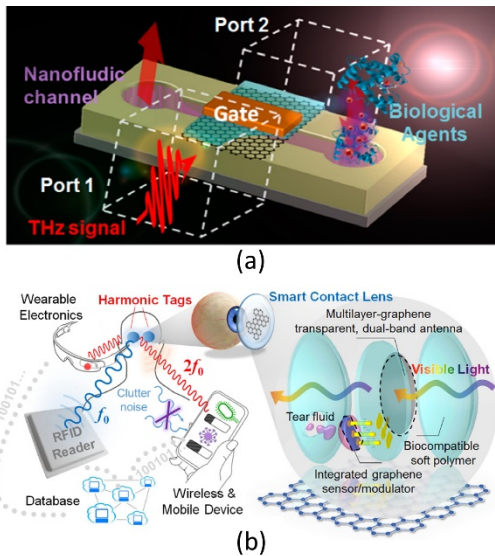 Port 2
Nanofludic
channel
Gate
Biological
Agents
Port 1
THz signal
(a)
Wearable
Electronics
Harmonic Tags
Smart Contact Lens
Multilayer-graphene
transparent, dual-band antenna
2f₀
Visible Light
100101...
f₀
Clutter
noise
RFID
Reader
Tear fluid
Biocompatible
soft polymer
100101...
Integrated graphene
sensor/modulator
Database
Wireless &
Mobile Device
(b)